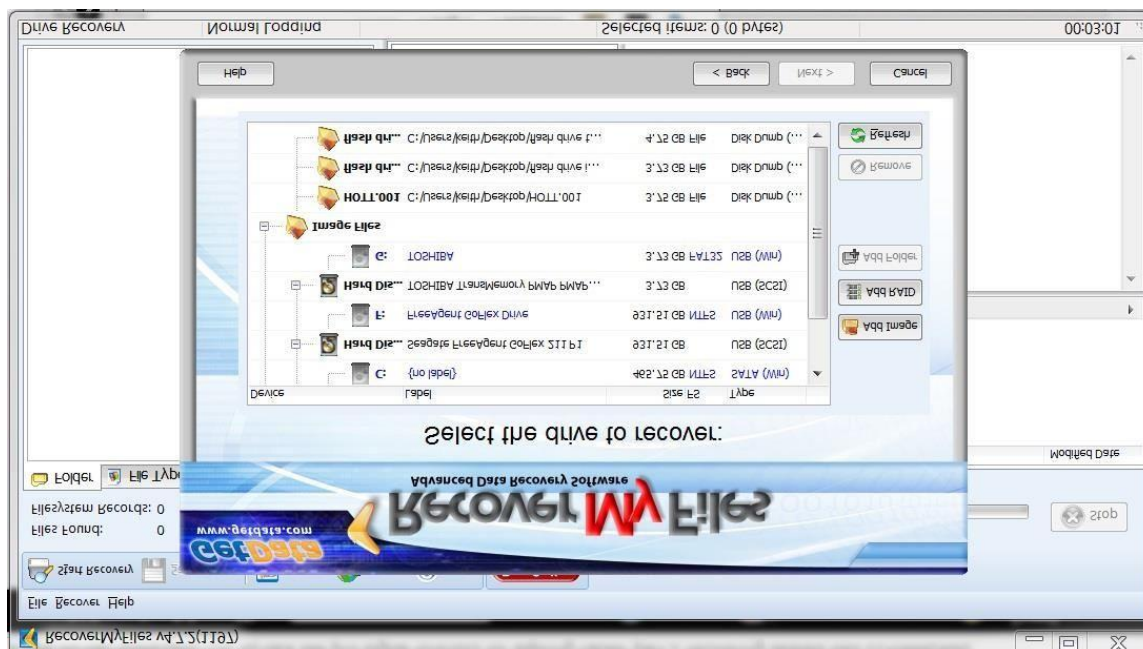 RecoverMyFiles v4.7.2(1197)
File Recover Help
Start Recovery
Files Found: 0
Filesystem Records: 0
Stop
Folder
File Type
Modified Date
GetData
www.getdata.com
Recover My Files
Advanced Data Recovery Software
Select the drive to recover:
Device Label Size FS Type
C: {no label} 465.75 GB NTFS SATA (Win)
Hard Dis... Seagate FreeAgent GoFlex 211 P1 931.51 GB USB (SCSI)
F: FreeAgent GoFlex Drive 931.51 GB NTFS USB (Win)
Hard Dis... TOSHIBA TransMemory PMAP PMAP... 3.73 GB USB (SCSI)
G: TOSHIBA 3.73 GB FAT32 USB (Win)
Image Files
HOTT.001 C:\Users\keith\Desktop\HOTT.001 3.75 GB File Disk Dump (...
flash dri... C:\Users\keith\Desktop\flash drive i... 3.73 GB File Disk Dump (...
flash dri... C:\Users\keith\Desktop\flash drive t... 4.75 GB File Disk Dump (...
Add Image
Add RAID
Add Folder
Remove
Refresh
Help
< Back
Next >
Cancel
Drive Recovery Normal Logging Selected items: 0 (0 bytes) 00:03:01